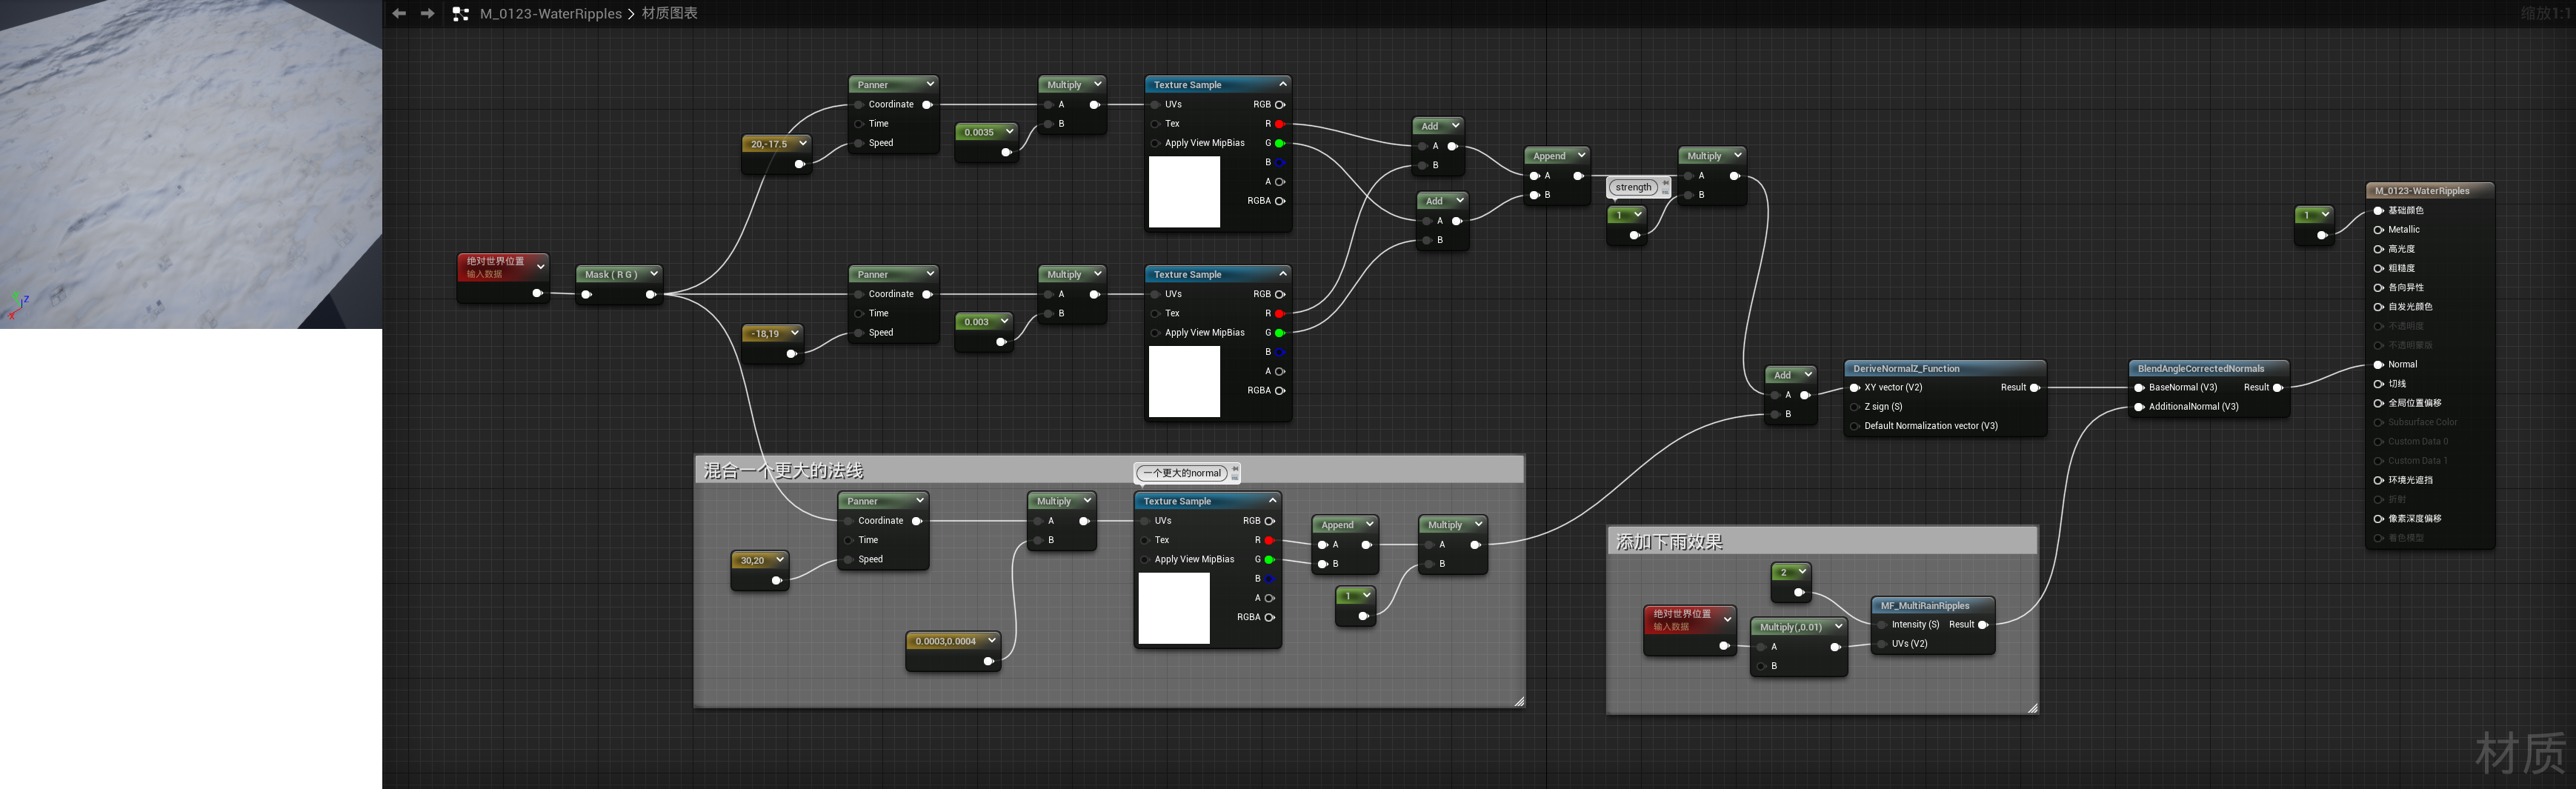 M_0123-WaterRipples > 材质图表
缩放1:1
Panner
Coordinate
Time
Speed
20,-17.5
Multiply
A
B
0.0035
Texture Sample
UVs
RGB
Tex
R
Apply View MipBias
G
B
A
RGBA
Add
A
B
Add
A
B
Append
A
B
strength
1
Multiply
A
B
绝对世界位置
输入数据
Mask ( R G )
Panner
Coordinate
Time
Speed
-18,19
Multiply
A
B
0.003
Texture Sample
UVs
RGB
Tex
R
Apply View MipBias
G
B
A
RGBA
Add
A
B
DeriveNormalZ_Function
XY vector (V2)
Result
Z sign (S)
Default Normalization vector (V3)
BlendAngleCorrectedNormals
BaseNormal (V3)
Result
AdditionalNormal (V3)
1
M_0123-WaterRipples
基础颜色
Metallic
高光度
粗糙度
各向异性
自发光颜色
不透明度
不透明蒙版
Normal
切线
全局位置偏移
Subsurface Color
Custom Data 0
Custom Data 1
环境光遮挡
折射
像素深度偏移
着色模型
混合一个更大的法线
一个更大的normal
Panner
Coordinate
Time
Speed
30,20
Multiply
A
B
0.0003,0.0004
Texture Sample
UVs
RGB
Tex
R
Apply View MipBias
G
B
A
RGBA
Append
A
B
1
Multiply
A
B
添加下雨效果
2
绝对世界位置
输入数据
Multiply(,0.01)
A
B
MF_MultiRainRipples
Intensity (S)
Result
UVs (V2)
材质
Z
X